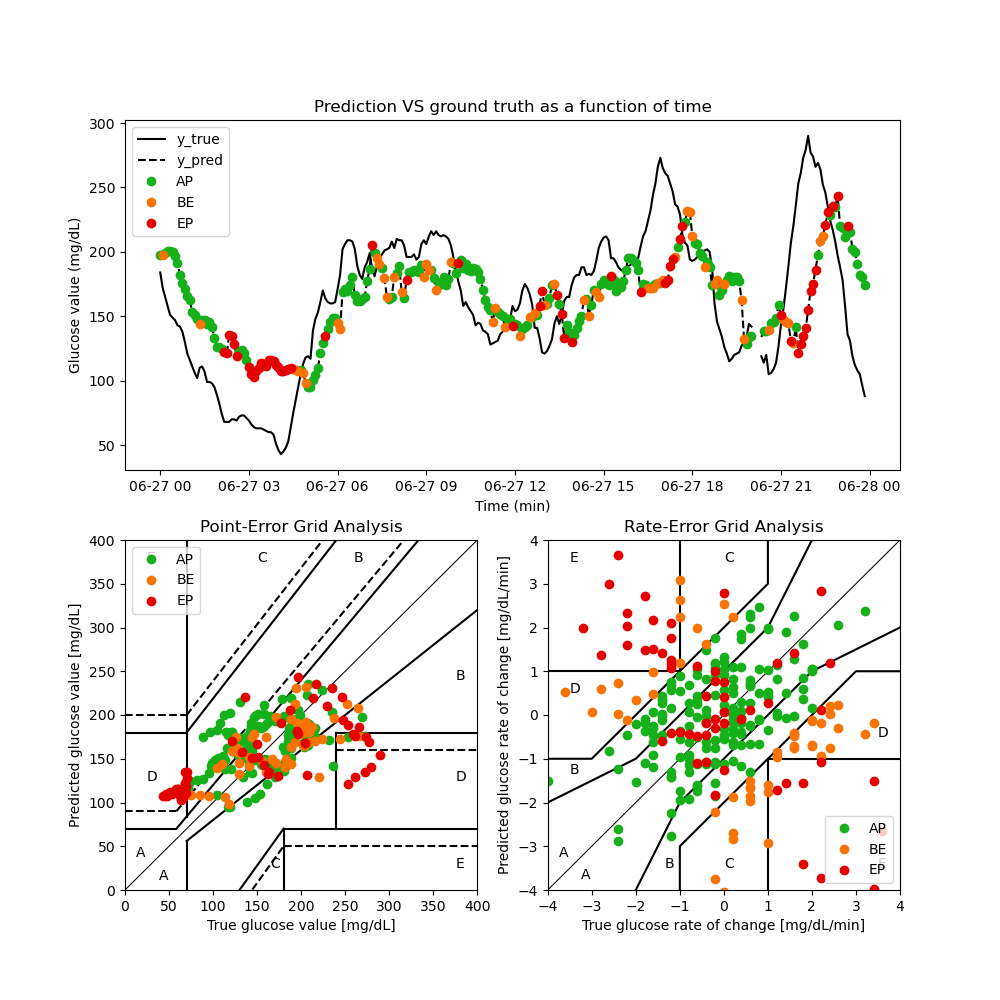 Prediction VS ground truth as a function of time
Glucose value (mg/dL)
300
250
200
150
100
50
y_true
y_pred
AP
BE
EP
06-27 00
06-27 03
06-27 06
06-27 09
06-27 12
06-27 15
06-27 18
06-27 21
06-28 00
Time (min)
Point-Error Grid Analysis
Predicted glucose value [mg/dL]
400
350
300
250
200
150
100
50
0
E
AP
BE
EP
C
B
B
D
D
A
A
C
E
0
50
100
150
200
250
300
350
400
True glucose value [mg/dL]
Rate-Error Grid Analysis
Predicted glucose rate of change [mg/dL/min]
4
3
2
1
0
−1
−2
−3
−4
E
C
D
D
B
A
A
B
C
E
AP
BE
EP
−4
−3
−2
−1
0
1
2
3
4
True glucose rate of change [mg/dL/min]